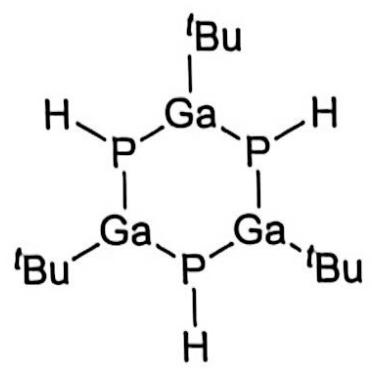 tBu
H Ga H
P P
Ga Ga
tBu P tBu
H